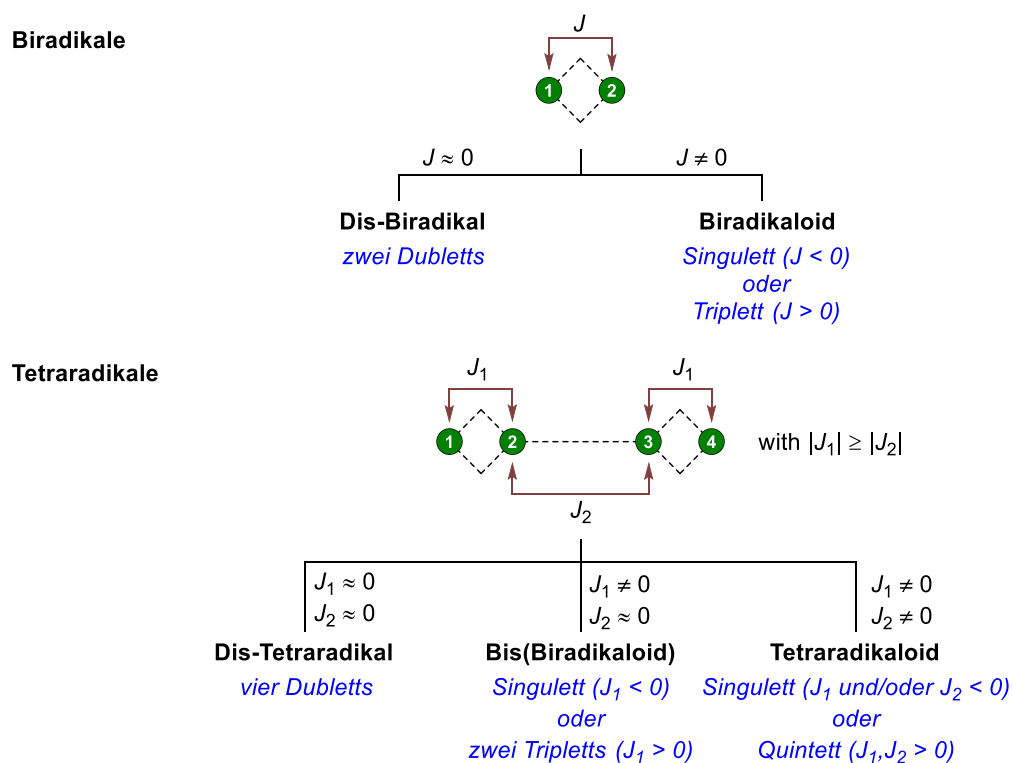 Biradikale
J
1 2
J ≈ 0 J ≠ 0
Dis-Biradikal Biradikaloid
zwei Dubletts Singulett (J < 0)
oder
Triplett (J > 0)
Tetraradikale
J₁ J₁
1 2 3 4 with |J₁| ≥ |J₂|
J₂
J₁ ≈ 0 J₁ ≠ 0 J₁ ≠ 0
J₂ ≈ 0 J₂ ≈ 0 J₂ ≠ 0
Dis-Tetraradikal Bis(Biradikaloid) Tetraradikaloid
vier Dubletts Singulett (J₁ < 0) Singulett (J₁ und/oder J₂ < 0)
oder oder
zwei Tripletts (J₁ > 0) Quintett (J₁,J₂ > 0)